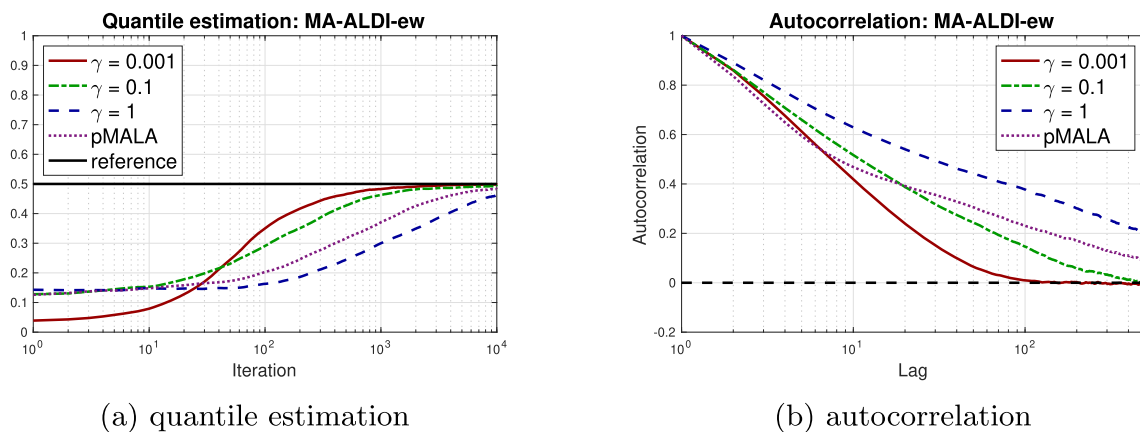 Quantile estimation: MA-ALDI-ew
1
0.9
0.8
0.7
0.6
0.5
0.4
0.3
0.2
0.1
0
γ = 0.001
γ = 0.1
γ = 1
pMALA
reference
10^0 10^1 10^2 10^3 10^4
Iteration
(a) quantile estimation
Autocorrelation: MA-ALDI-ew
Autocorrelation
1
0.8
0.6
0.4
0.2
0
-0.2
γ = 0.001
γ = 0.1
γ = 1
pMALA
10^0 10^1 10^2
Lag
(b) autocorrelation